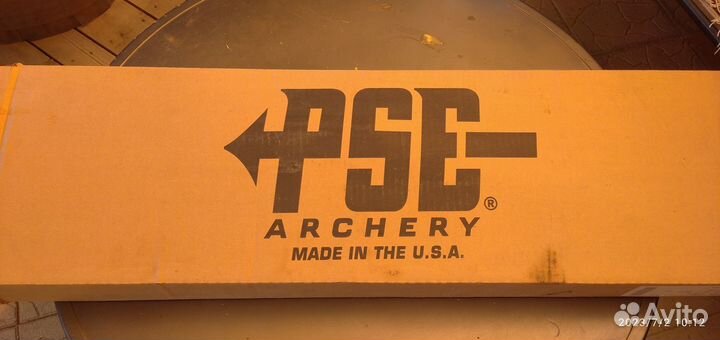 PSE®
ARCHERY
MADE IN THE U.S.A.
Avito
2023/7/2 10:12